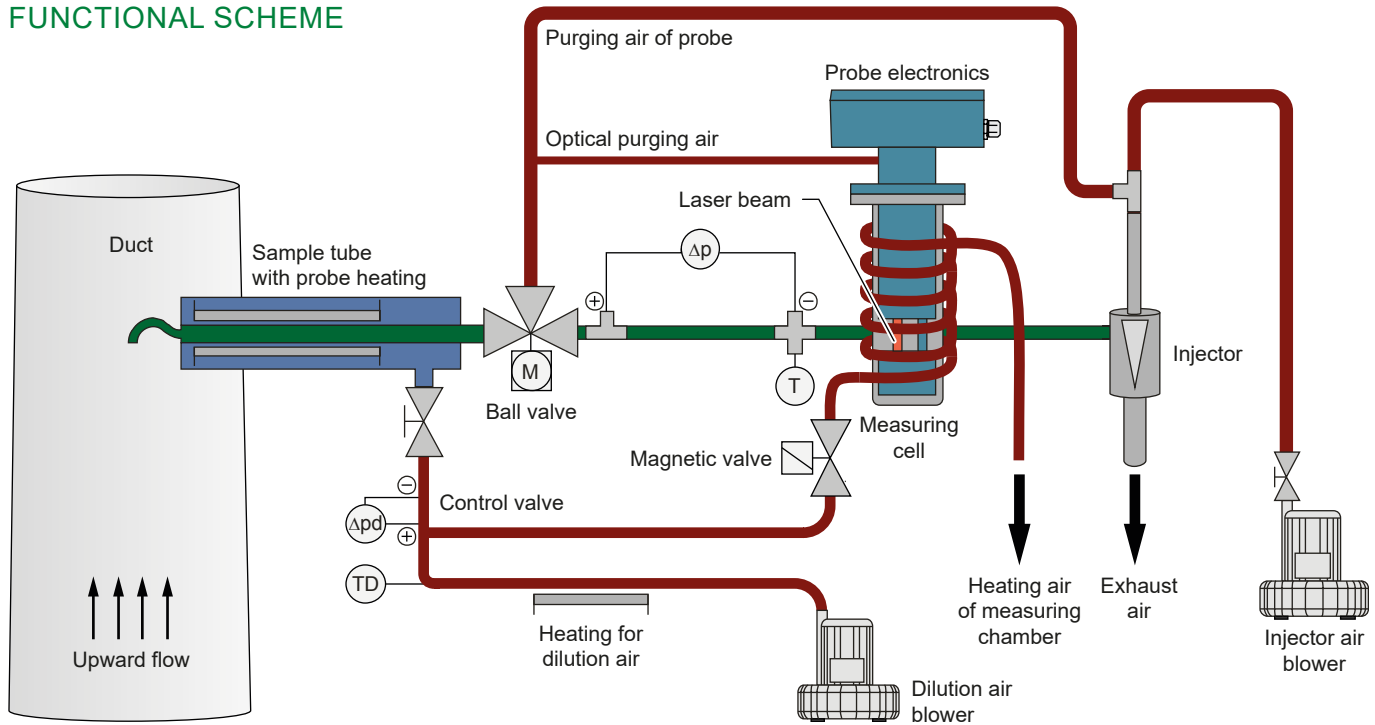 FUNCTIONAL SCHEME
Purging air of probe
Probe electronics
Optical purging air
Laser beam
Duct
Sample tube
with probe heating
Δp
+
−
M
T
Ball valve
Injector
Measuring
cell
Magnetic valve
−
Control valve
Δpd
+
TD
Heating for
dilution air
Heating air
of measuring
chamber
Exhaust
air
Upward flow
Injector air
blower
Dilution air
blower